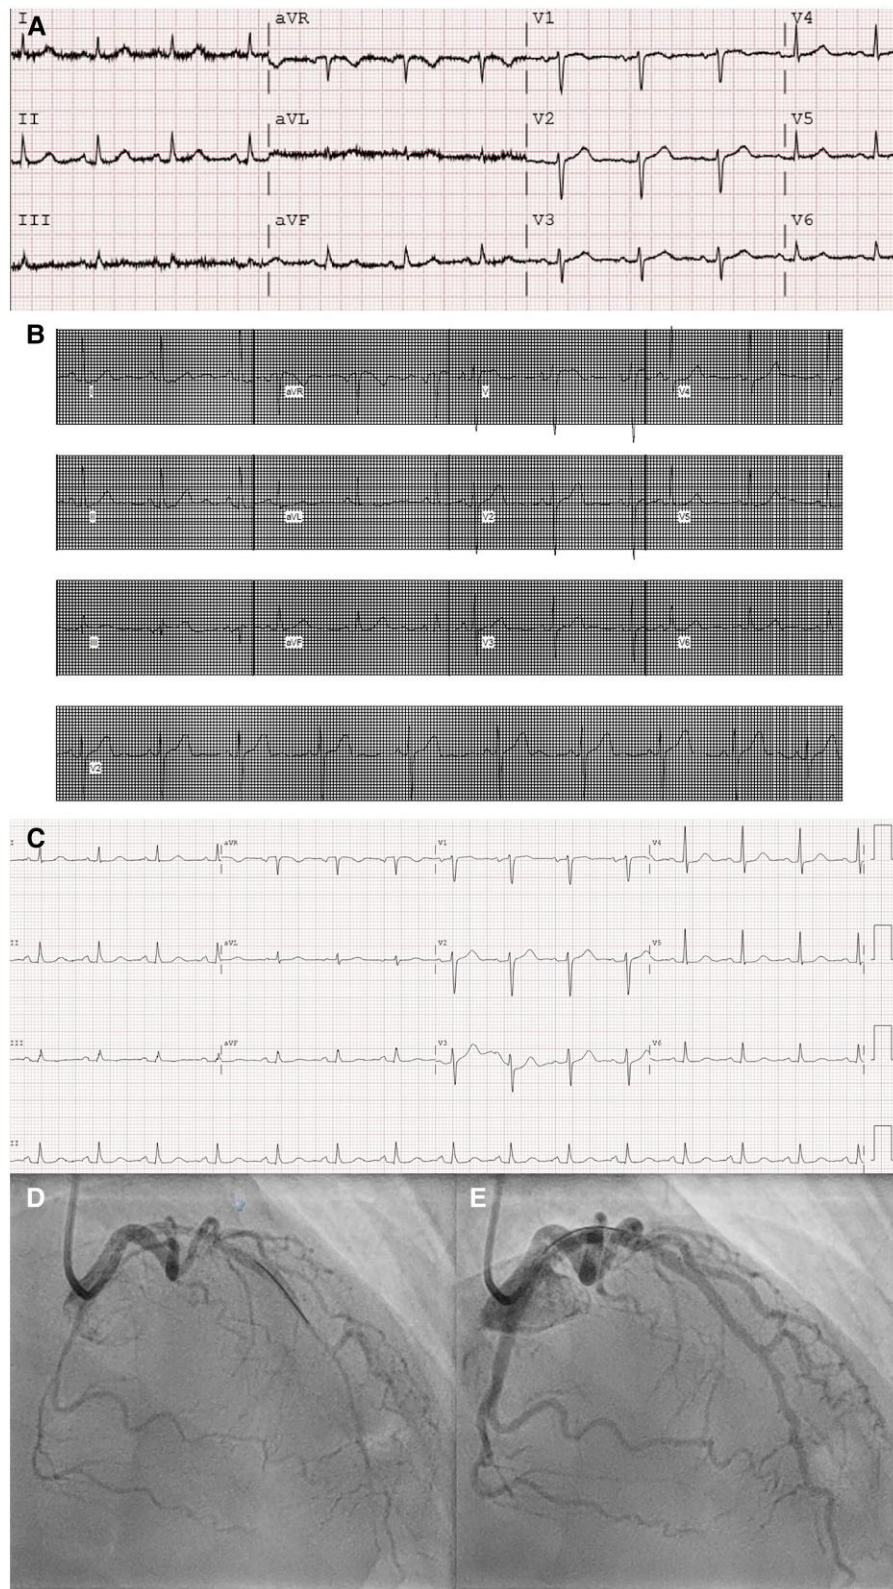 A
I aVR V1 V4
II aVL V2 V5
III aVF V3 V6
B
I aVR V V4
II aVL V2 V5
III aVF V3 V6
V2
C
I aVR V1 V4
II aVL V2 V5
III aVF V3 V6
II
D E